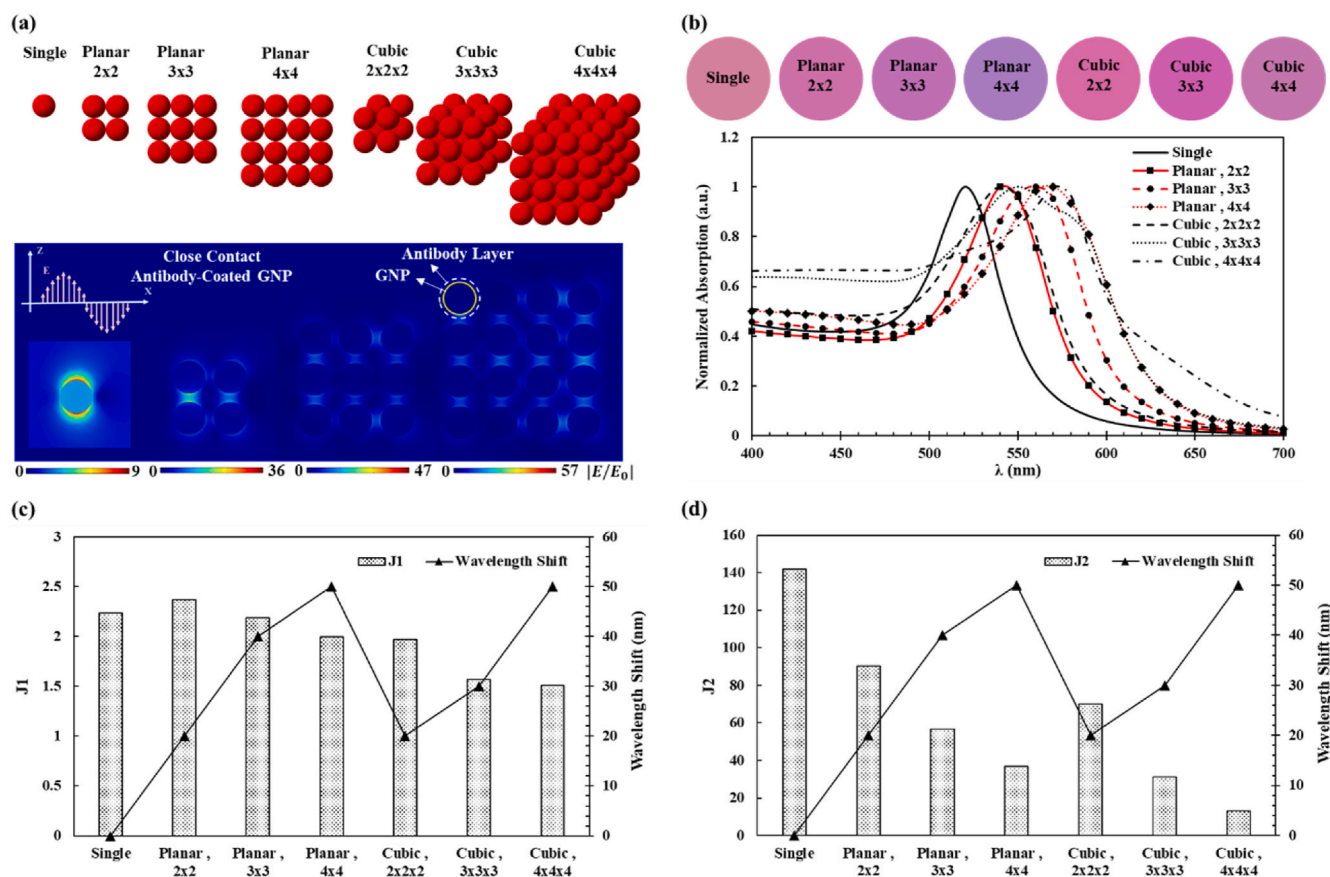 (a)
Single
Planar
2x2
Planar
3x3
Planar
4x4
Cubic
2x2x2
Cubic
3x3x3
Cubic
4x4x4
Z
E
X
Close Contact
Antibody-Coated GNP
Antibody Layer
GNP
0 9 0 36 0 47 0 57 |E/E0|
(b)
Single
Planar
2x2
Planar
3x3
Planar
4x4
Cubic
2x2
Cubic
3x3
Cubic
4x4
Normalized Absorption (a.u.)
1.2
1
0.8
0.6
0.4
0.2
0
400 450 500 550 600 650 700
λ (nm)
Single
Planar , 2x2
Planar , 3x3
Planar , 4x4
Cubic , 2x2x2
Cubic , 3x3x3
Cubic , 4x4x4
(c)
J1
3
2.5
2
1.5
1
0.5
0
J1 Wavelength Shift
60
50
40
30
20
10
0
Wavelength Shift (nm)
Single
Planar ,
2x2
Planar ,
3x3
Planar ,
4x4
Cubic ,
2x2x2
Cubic ,
3x3x3
Cubic ,
4x4x4
(d)
J2
160
140
120
100
80
60
40
20
0
J2 Wavelength Shift
60
50
40
30
20
10
0
Wavelength Shift (nm)
Single
Planar ,
2x2
Planar ,
3x3
Planar ,
4x4
Cubic ,
2x2x2
Cubic ,
3x3x3
Cubic ,
4x4x4